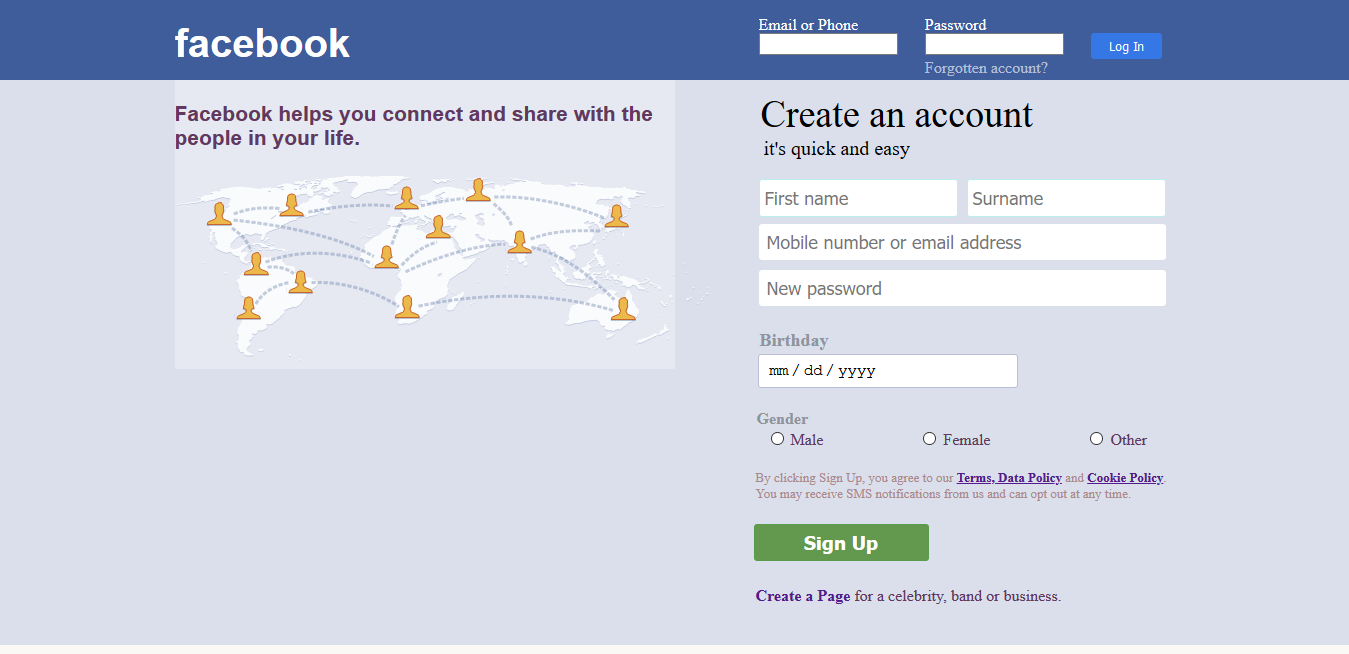 facebook
Email or Phone
Password
Log In
Forgotten account?
Facebook helps you connect and share with the
people in your life.
Create an account
it's quick and easy
First name
Surname
Mobile number or email address
New password
Birthday
mm / dd / yyyy
Gender
Male
Female
Other
By clicking Sign Up, you agree to our Terms, Data Policy and Cookie Policy.
You may receive SMS notifications from us and can opt out at any time.
Sign Up
Create a Page for a celebrity, band or business.